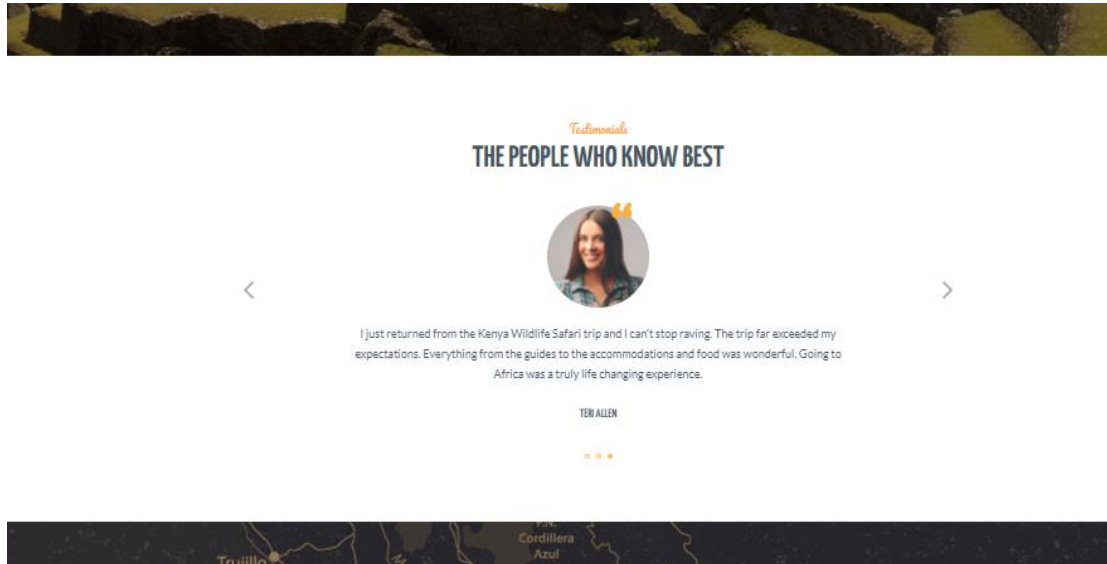 Testimonials
THE PEOPLE WHO KNOW BEST
I just returned from the Kenya Wildlife Safari trip and I can't stop raving. The trip far exceeded my
expectations. Everything from the guides to the accommodations and food was wonderful. Going to
Africa was a truly life changing experience.
TERI ALLEN
P.N.
Cordillera
Azul
Trujillo